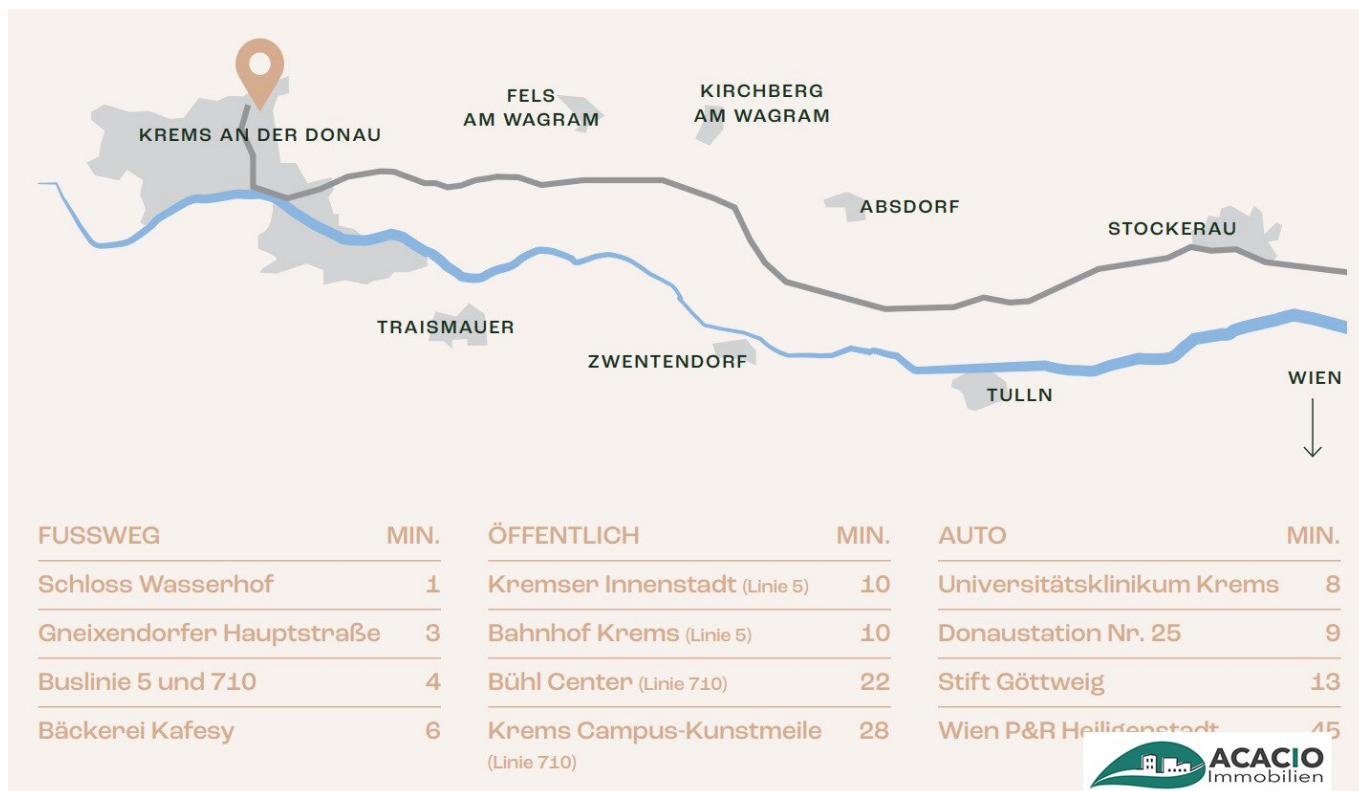 FELS
AM WAGRAM
KIRCHBERG
AM WAGRAM
KREMS AN DER DONAU
ABSDORF
STOCKERAU
TRAISMAUER
ZWENTENDORF
WIEN
TULLN
FUSSWEG MIN.
Schloss Wasserhof 1
Gneixendorfer Hauptstraße 3
Buslinie 5 und 710 4
Bäckerei Kafesy 6
ÖFFENTLICH MIN.
Kremser Innenstadt (Linie 5) 10
Bahnhof Krems (Linie 5) 10
Bühl Center (Linie 710) 22
Krems Campus-Kunstmeile 28
(Linie 710)
AUTO MIN.
Universitätsklinikum Krems 8
Donaustation Nr. 25 9
Stift Göttweig 13
Wien P&R Heiligenstadt 45
ACACIO
Immobilien